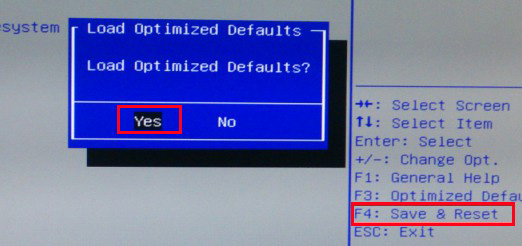 system
Load Optimized Defaults
Load Optimized Defaults?
Yes No
→←: Select Screen
↑↓: Select Item
Enter: Select
+/-: Change Opt.
F1: General Help
F3: Optimized Defau
F4: Save & Reset
ESC: Exit